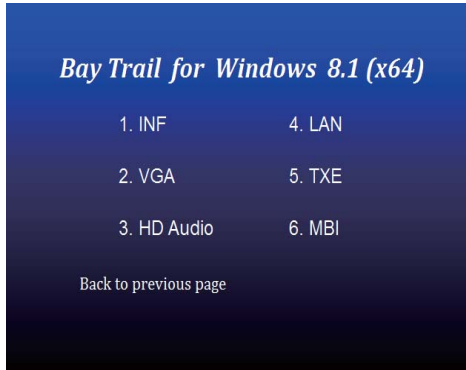 Bay Trail for Windows 8.1 (x64)
1. INF
4. LAN
2. VGA
5. TXE
3. HD Audio
6. MBI
Back to previous page